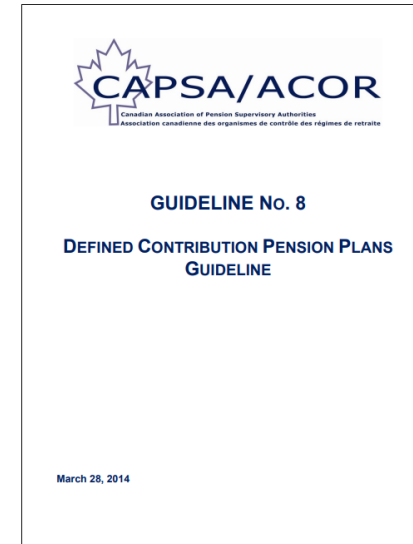 CAPSA/ACOR
Canadian Association of Pension Supervisory Authorities
Association canadienne des organismes de contrôle des régimes de retraite
GUIDELINE NO. 8
DEFINED CONTRIBUTION PENSION PLANS
GUIDELINE
March 28, 2014